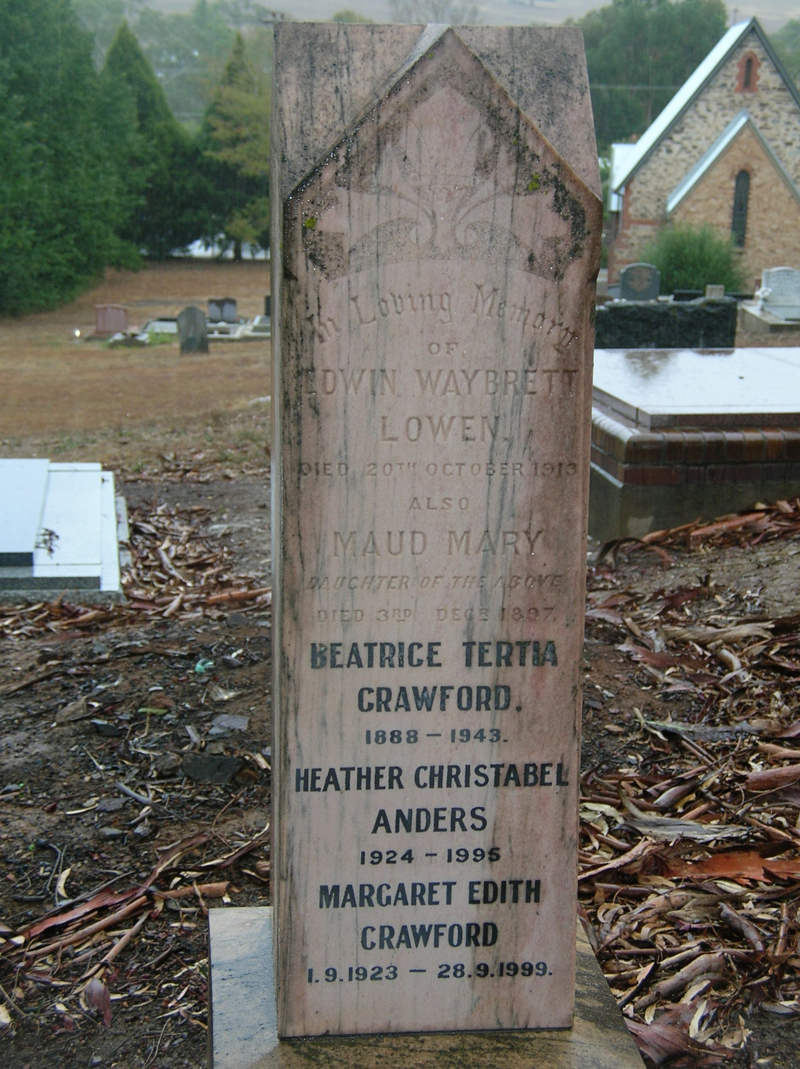 In Loving Memory
OF
EDWIN WAYBRETT
LOWEN.
DIED 20TH OCTOBER 1913
ALSO
MAUD MARY
DAUGHTER OF THE ABOVE
DIED 3RD DECR 1897.
BEATRICE TERTIA
CRAWFORD.
1888 – 1943.
HEATHER CHRISTABEL
ANDERS
1924 – 1995
MARGARET EDITH
CRAWFORD
1.9.1923 – 28.9.1999.